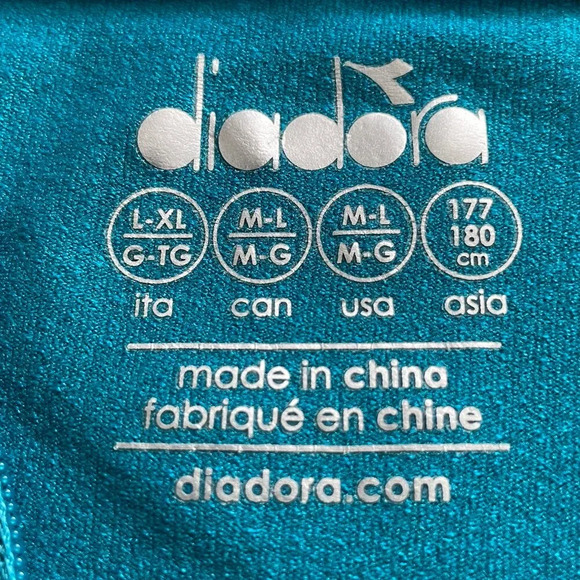 diadora
L-XL M-L M-L 177
G-TG M-G M-G 180
cm
ita can usa asia
made in china
fabriqué en chine
diadora.com